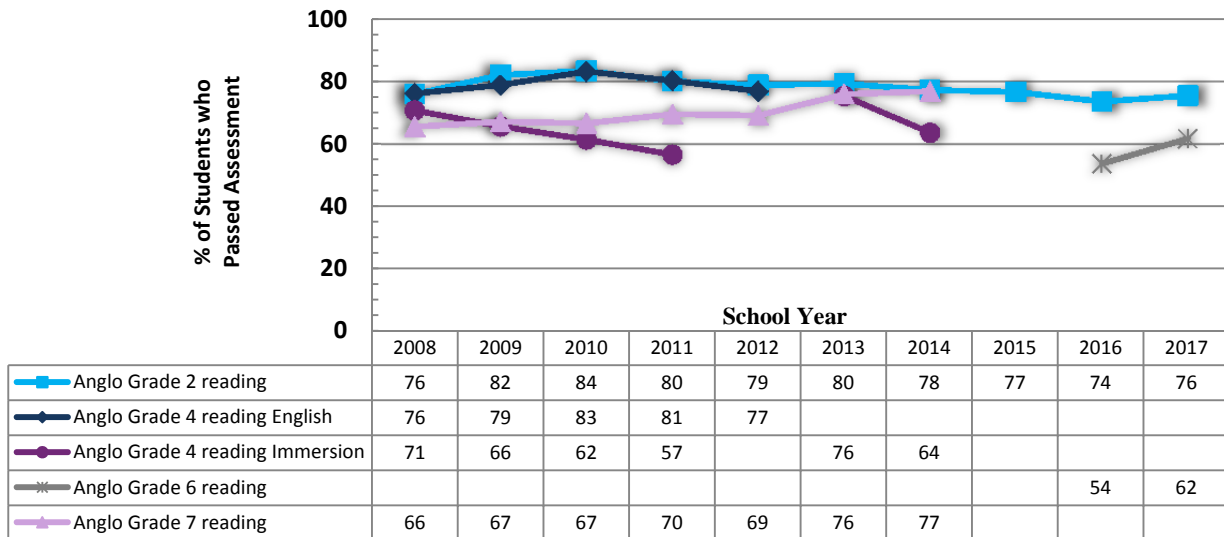 % of Students who
Passed Assessment
100
80
60
40
20
0
School Year
2008 2009 2010 2011 2012 2013 2014 2015 2016 2017
Anglo Grade 2 reading 76 82 84 80 79 80 78 77 74 76
Anglo Grade 4 reading English 76 79 83 81 77
Anglo Grade 4 reading Immersion 71 66 62 57 76 64
Anglo Grade 6 reading 54 62
Anglo Grade 7 reading 66 67 67 70 69 76 77